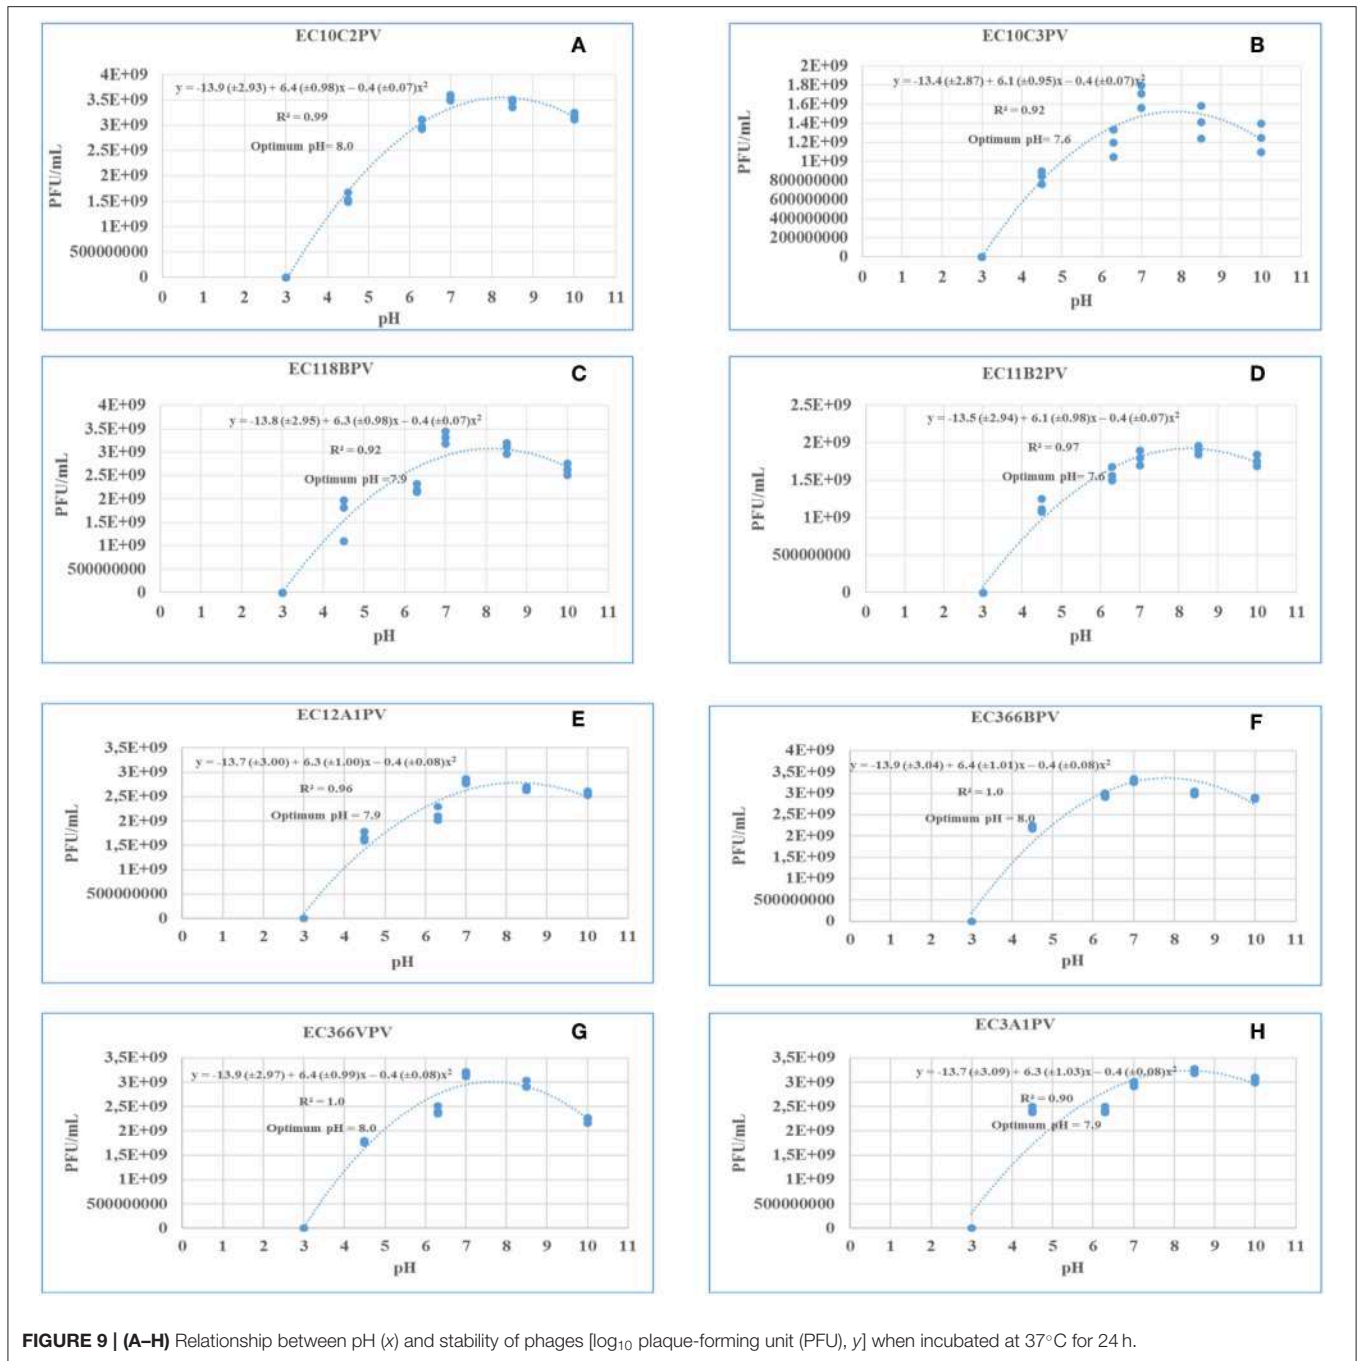 EC10C2PV
A
4E+09
3.5E+09
3E+09
2.5E+09
2E+09
1.5E+09
1E+09
500000000
0
PFU/mL
y = -13.9 (±2.93) + 6.4 (±0.98)x – 0.4 (±0.07)x²
R² = 0.99
Optimum pH= 8.0
0 1 2 3 4 5 6 7 8 9 10 11
pH
EC10C3PV
B
2E+09
1.8E+09
1.6E+09
1.4E+09
1.2E+09
1E+09
800000000
600000000
400000000
200000000
0
PFU/mL
y = -13.4 (±2.87) + 6.1 (±0.95)x – 0.4 (±0.07)x²
R² = 0.92
Optimum pH= 7.6
0 1 2 3 4 5 6 7 8 9 10 11
pH
EC118BPV
C
4E+09
3.5E+09
3E+09
2.5E+09
2E+09
1.5E+09
1E+09
500000000
0
PFU/mL
y = -13.8 (±2.95) + 6.3 (±0.98)x – 0.4 (±0.07)x²
R² = 0.92
Optimum pH =7.9
0 1 2 3 4 5 6 7 8 9 10 11
pH
EC11B2PV
D
2.5E+09
2E+09
1.5E+09
1E+09
500000000
0
PFU/mL
y = -13.5 (±2.94) + 6.1 (±0.98)x – 0.4 (±0.07)x²
R² = 0.97
Optimum pH= 7.6
0 1 2 3 4 5 6 7 8 9 10 11
pH
EC12A1PV
E
3,5E+09
3E+09
2,5E+09
2E+09
1,5E+09
1E+09
500000000
0
PFU/mL
y = -13.7 (±3.00) + 6.3 (±1.00)x – 0.4 (±0.08)x²
R² = 0.96
Optimum pH = 7.9
0 1 2 3 4 5 6 7 8 9 10 11
pH
EC366BPV
F
4E+09
3,5E+09
3E+09
2,5E+09
2E+09
1,5E+09
1E+09
500000000
0
PFU/mL
y = -13.9 (±3.04) + 6.4 (±1.01)x – 0.4 (±0.08)x²
R² = 1.0
Optimum pH = 8.0
0 1 2 3 4 5 6 7 8 9 10 11
pH
EC366VPV
G
3,5E+09
3E+09
2,5E+09
2E+09
1,5E+09
1E+09
500000000
0
PFU/mL
y = -13.9 (±2.97) + 6.4 (±0.99)x – 0.4 (±0.08)x²
R² = 1.0
Optimum pH = 8.0
0 1 2 3 4 5 6 7 8 9 10 11
pH
EC3A1PV
H
3,5E+09
3E+09
2,5E+09
2E+09
1,5E+09
1E+09
500000000
0
PFU/mL
y = -13.7 (±3.09) + 6.3 (±1.03)x – 0.4 (±0.08)x²
R² = 0.90
Optimum pH = 7.9
0 1 2 3 4 5 6 7 8 9 10 11
pH
FIGURE 9 | (A–H) Relationship between pH (x) and stability of phages [log₁₀ plaque-forming unit (PFU), y] when incubated at 37°C for 24 h.